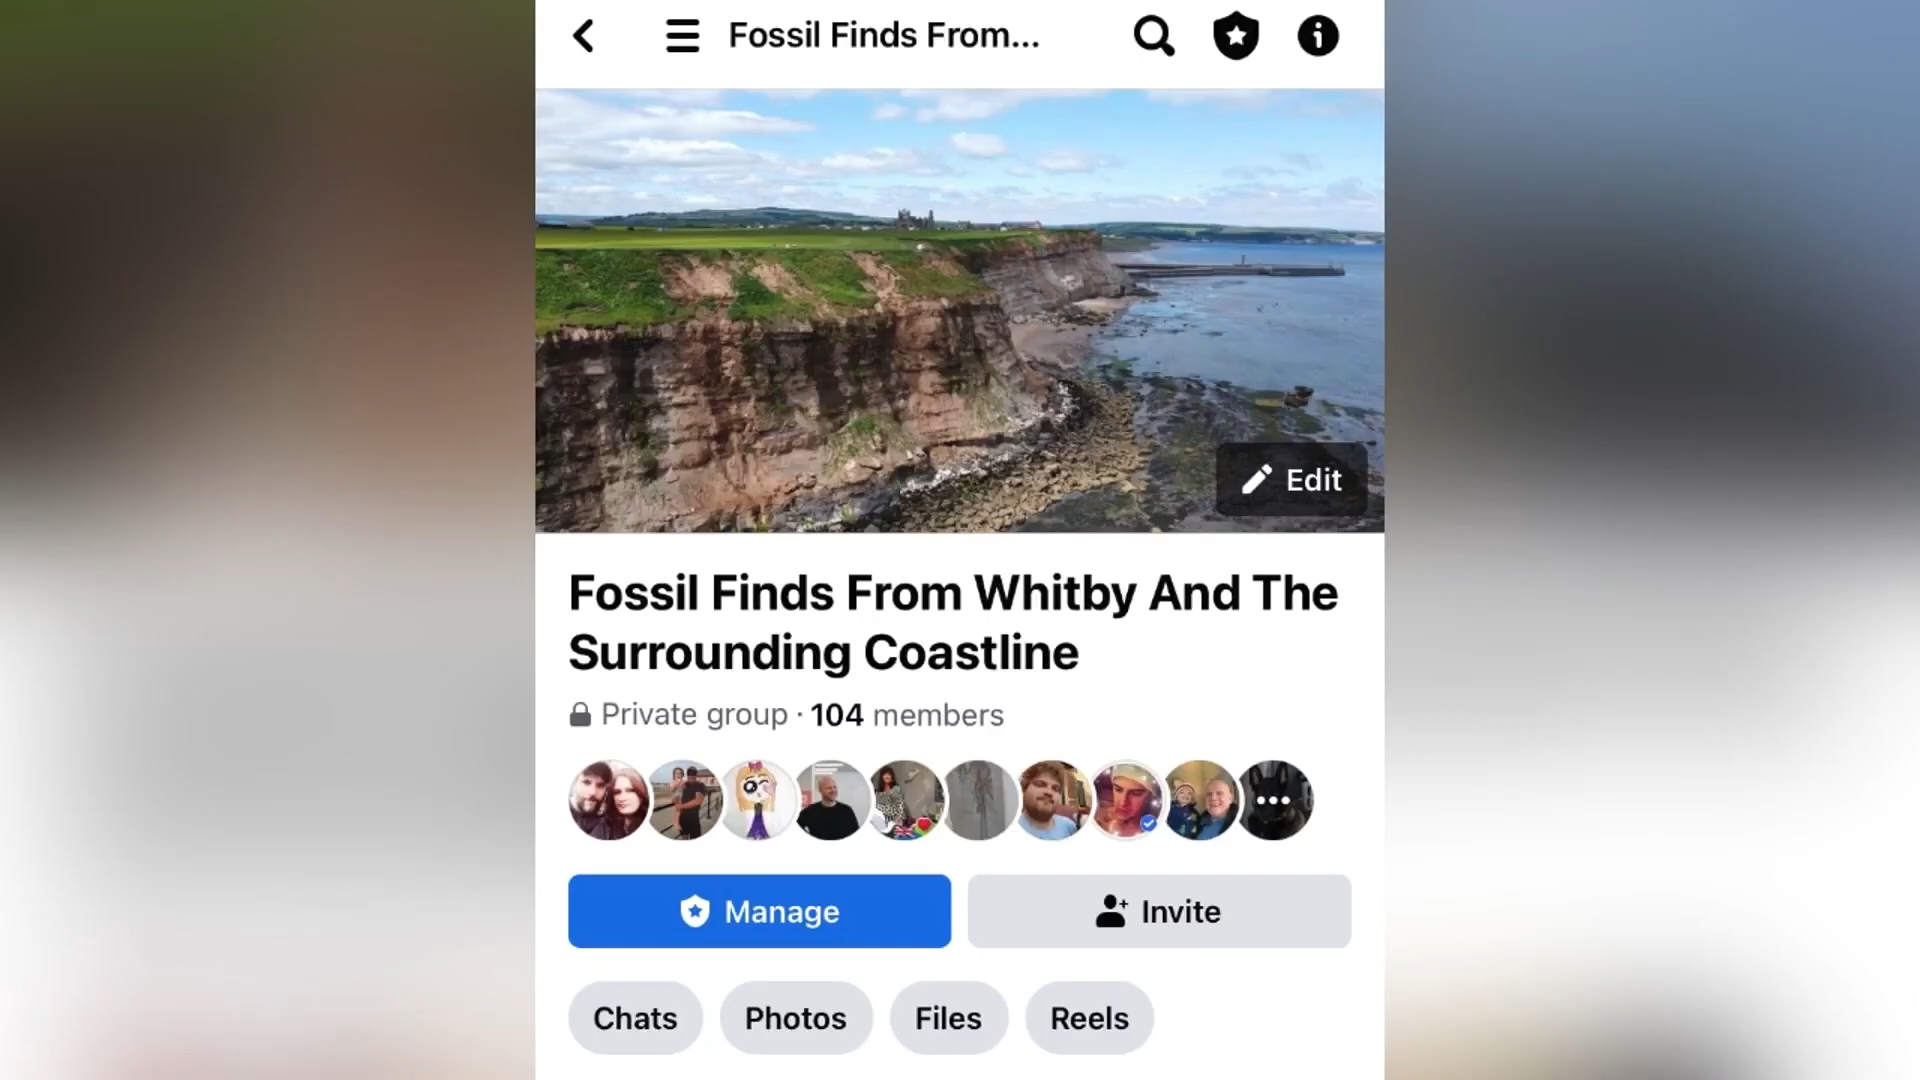 Fossil Finds From...
Edit
Fossil Finds From Whitby And The
Surrounding Coastline
Private group · 104 members
Manage
Invite
Chats
Photos
Files
Reels